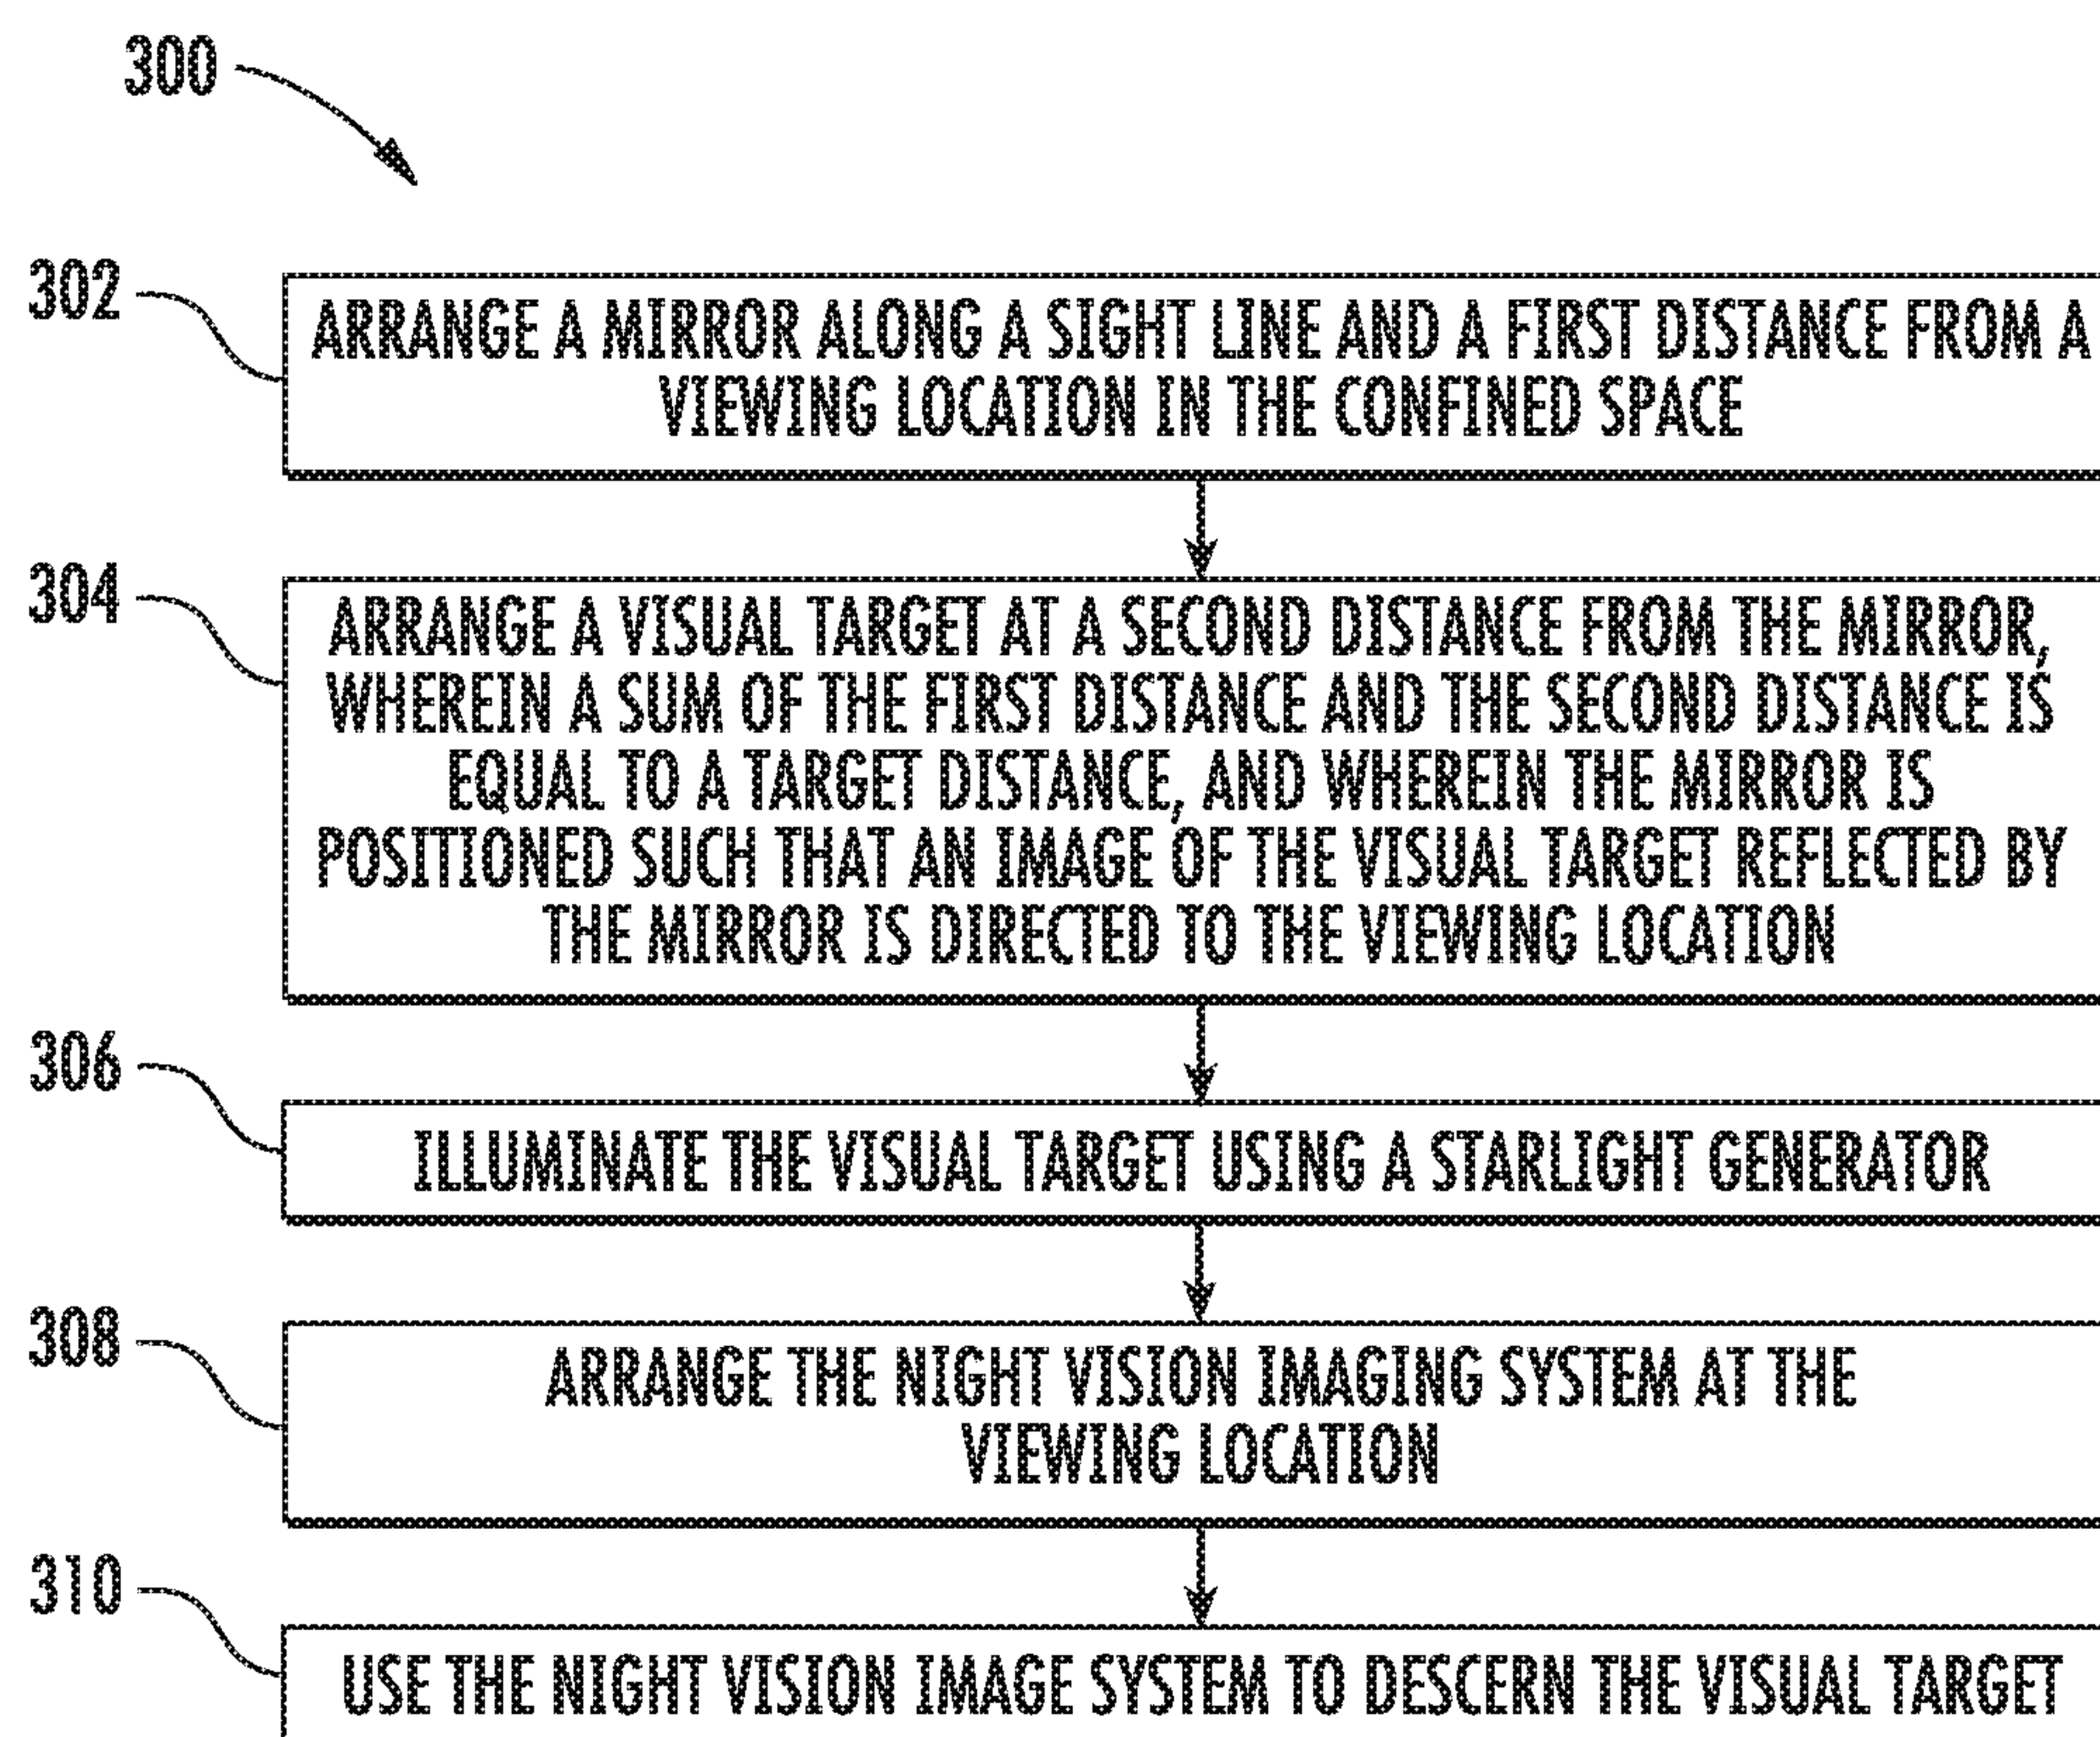 300
302
ARRANGE A MIRROR ALONG A SIGHT LINE AND A FIRST DISTANCE FROM A
VIEWING LOCATION IN THE CONFINED SPACE
304
ARRANGE A VISUAL TARGET AT A SECOND DISTANCE FROM THE MIRROR,
WHEREIN A SUM OF THE FIRST DISTANCE AND THE SECOND DISTANCE IS
EQUAL TO A TARGET DISTANCE, AND WHEREIN THE MIRROR IS
POSITIONED SUCH THAT AN IMAGE OF THE VISUAL TARGET REFLECTED BY
THE MIRROR IS DIRECTED TO THE VIEWING LOCATION
306
ILLUMINATE THE VISUAL TARGET USING A STARLIGHT GENERATOR
308
ARRANGE THE NIGHT VISION IMAGING SYSTEM AT THE
VIEWING LOCATION
310
USE THE NIGHT VISION IMAGE SYSTEM TO DESCERN THE VISUAL TARGET